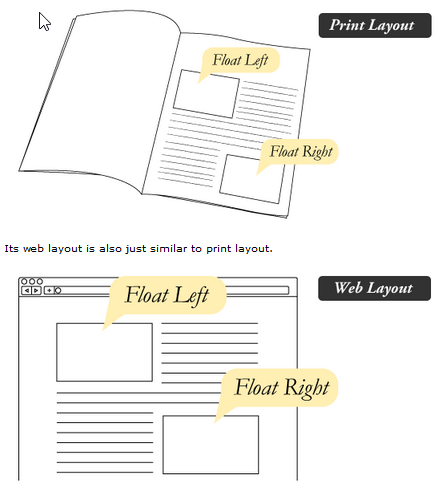 Print Layout
Float Left
Float Right
Its web layout is also just similar to print layout.
Web Layout
Float Left
Float Right